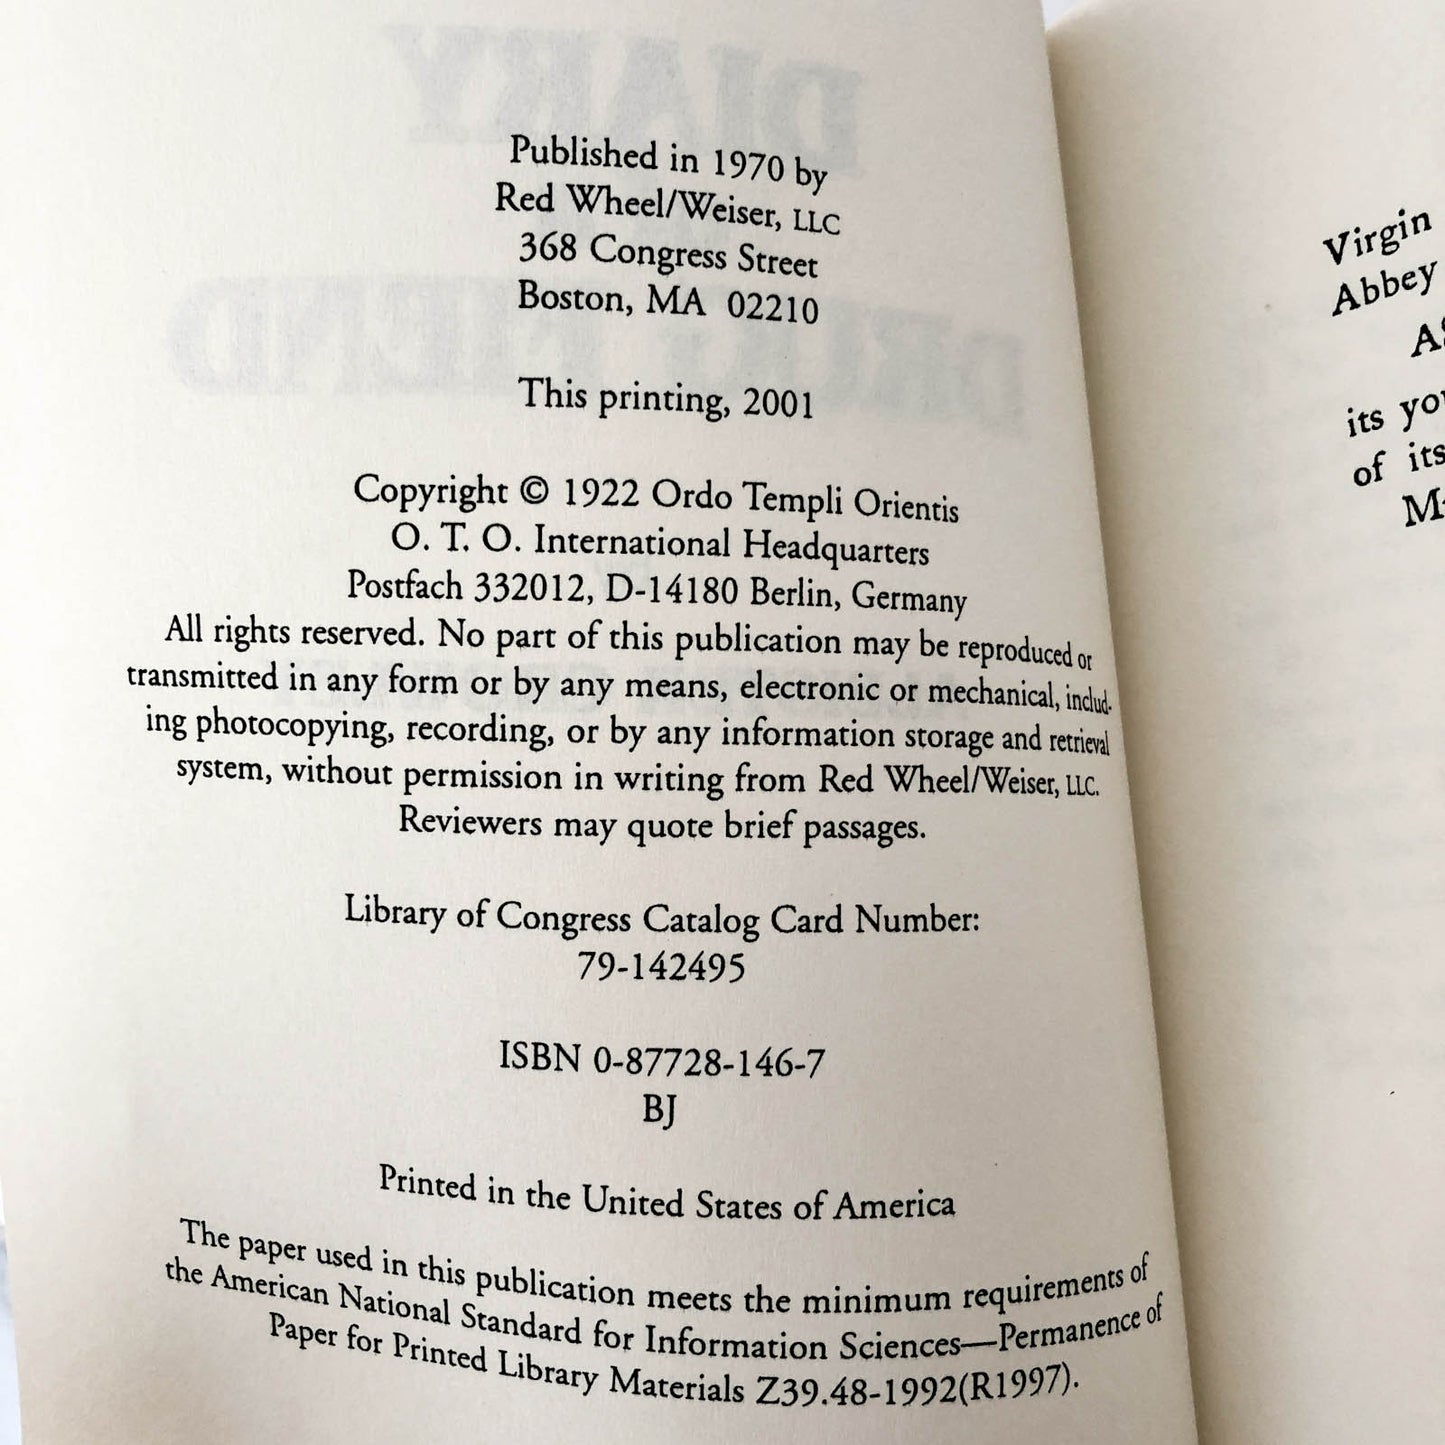 Published in 1970 by
Red Wheel/Weiser, LLC
368 Congress Street
Boston, MA 02210
This printing, 2001
Copyright © 1922 Ordo Templi Orientis
O. T. O. International Headquarters
Postfach 332012, D-14180 Berlin, Germany
All rights reserved. No part of this publication may be reproduced or
transmitted in any form or by any means, electronic or mechanical, includ-
ing photocopying, recording, or by any information storage and retrieval
system, without permission in writing from Red Wheel/Weiser, LLC.
Reviewers may quote brief passages.
Library of Congress Catalog Card Number:
79-142495
ISBN 0-87728-146-7
BJ
Printed in the United States of America
The paper used in this publication meets the minimum requirements of
the American National Standard for Information Sciences—Permanence of
Paper for Printed Library Materials Z39.48-1992(R1997).
Virgin
Abbey
its
of its